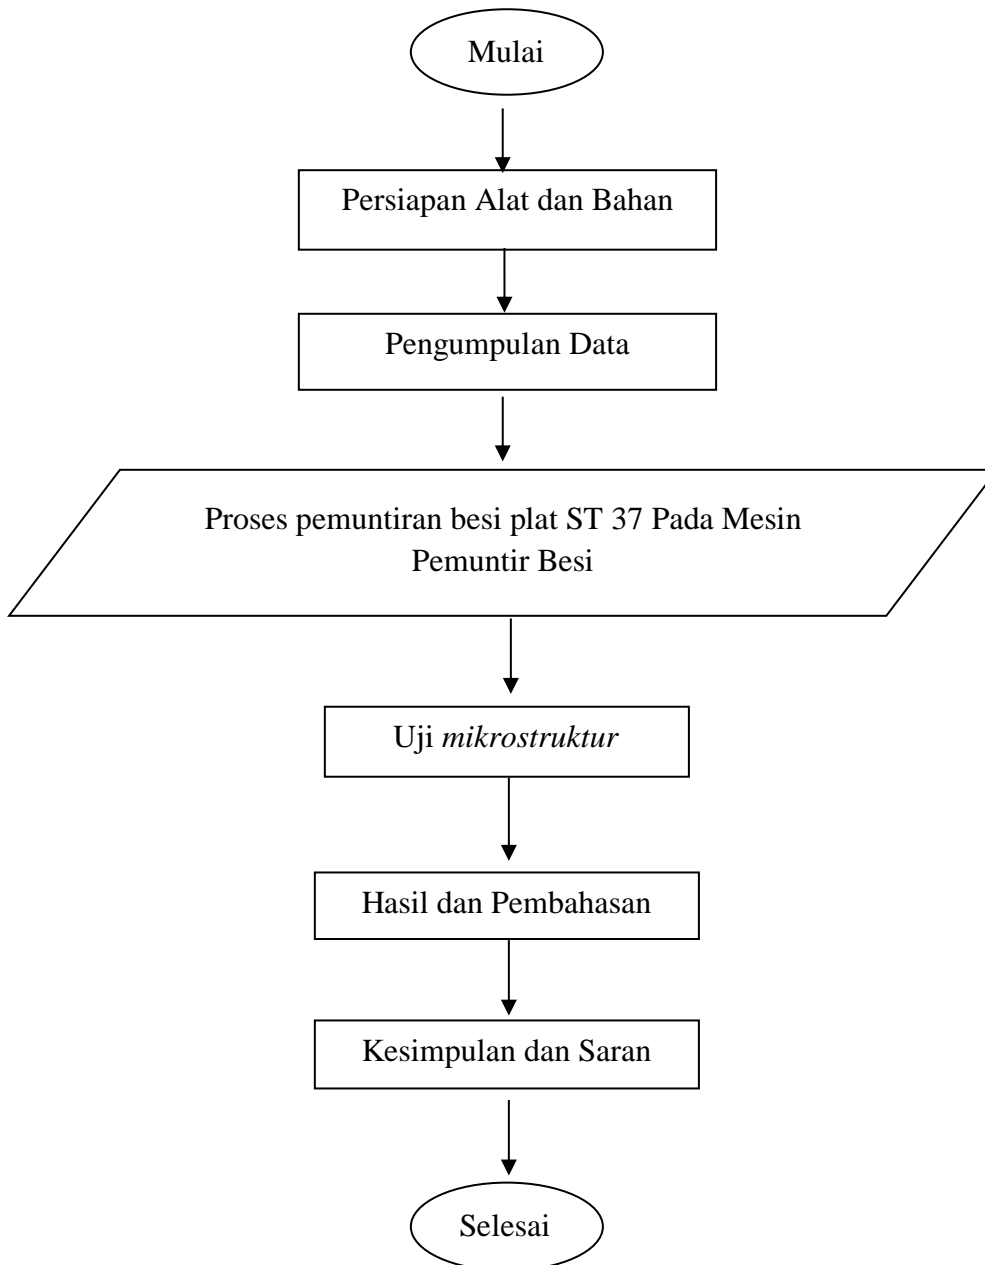 Mulai
Persiapan Alat dan Bahan
Pengumpulan Data
Proses pemuntiran besi plat ST 37 Pada Mesin
Pemuntir Besi
Uji mikrostruktur
Hasil dan Pembahasan
Kesimpulan dan Saran
Selesai